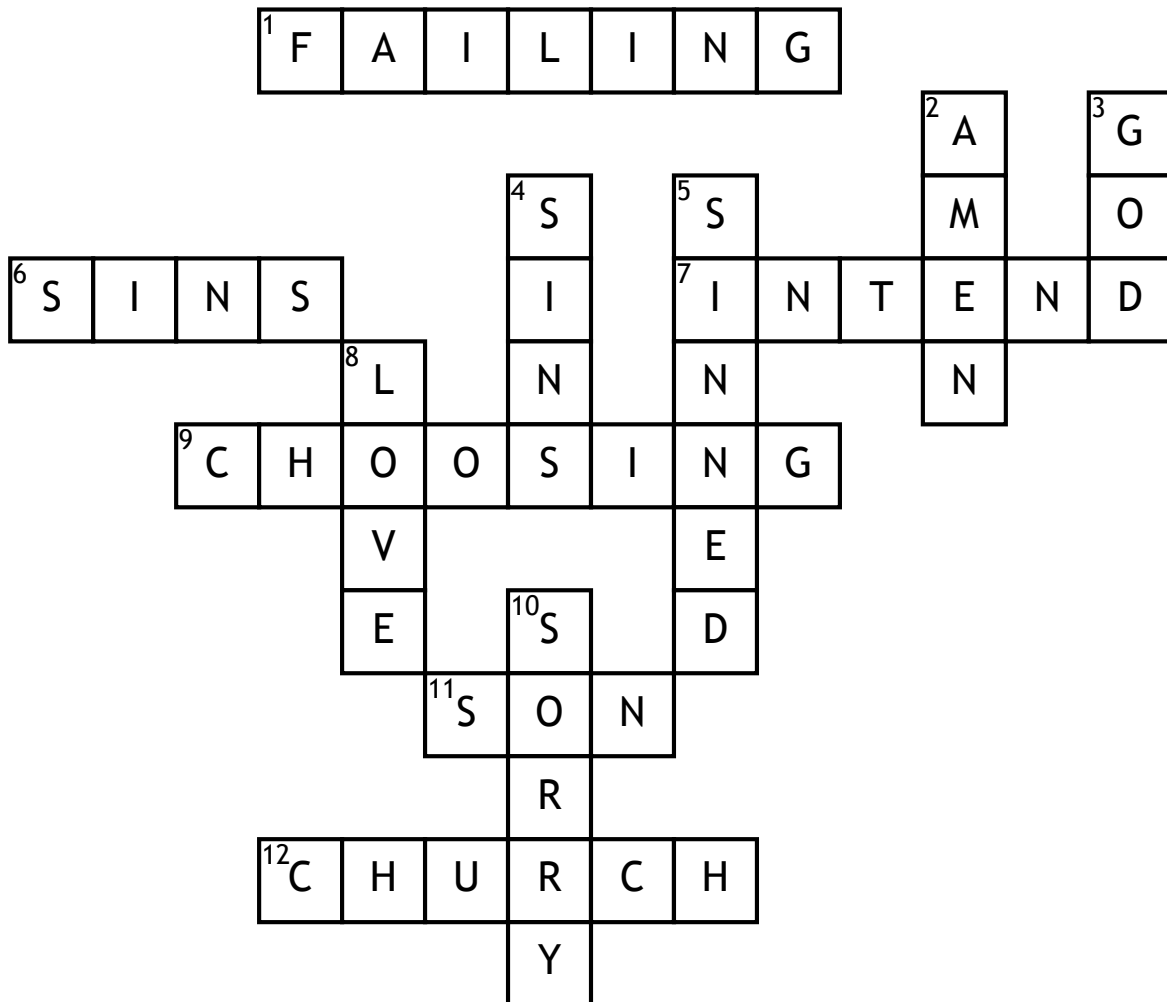 1 F A I L I N G
2 A 3 G
4 S 5 S M O
6 S I N S I 7 I N T E N D
8 L N N N
9 C H O O S I N G
V E
E 10 S D
11 S O N
R
12 C H U R C H
Y